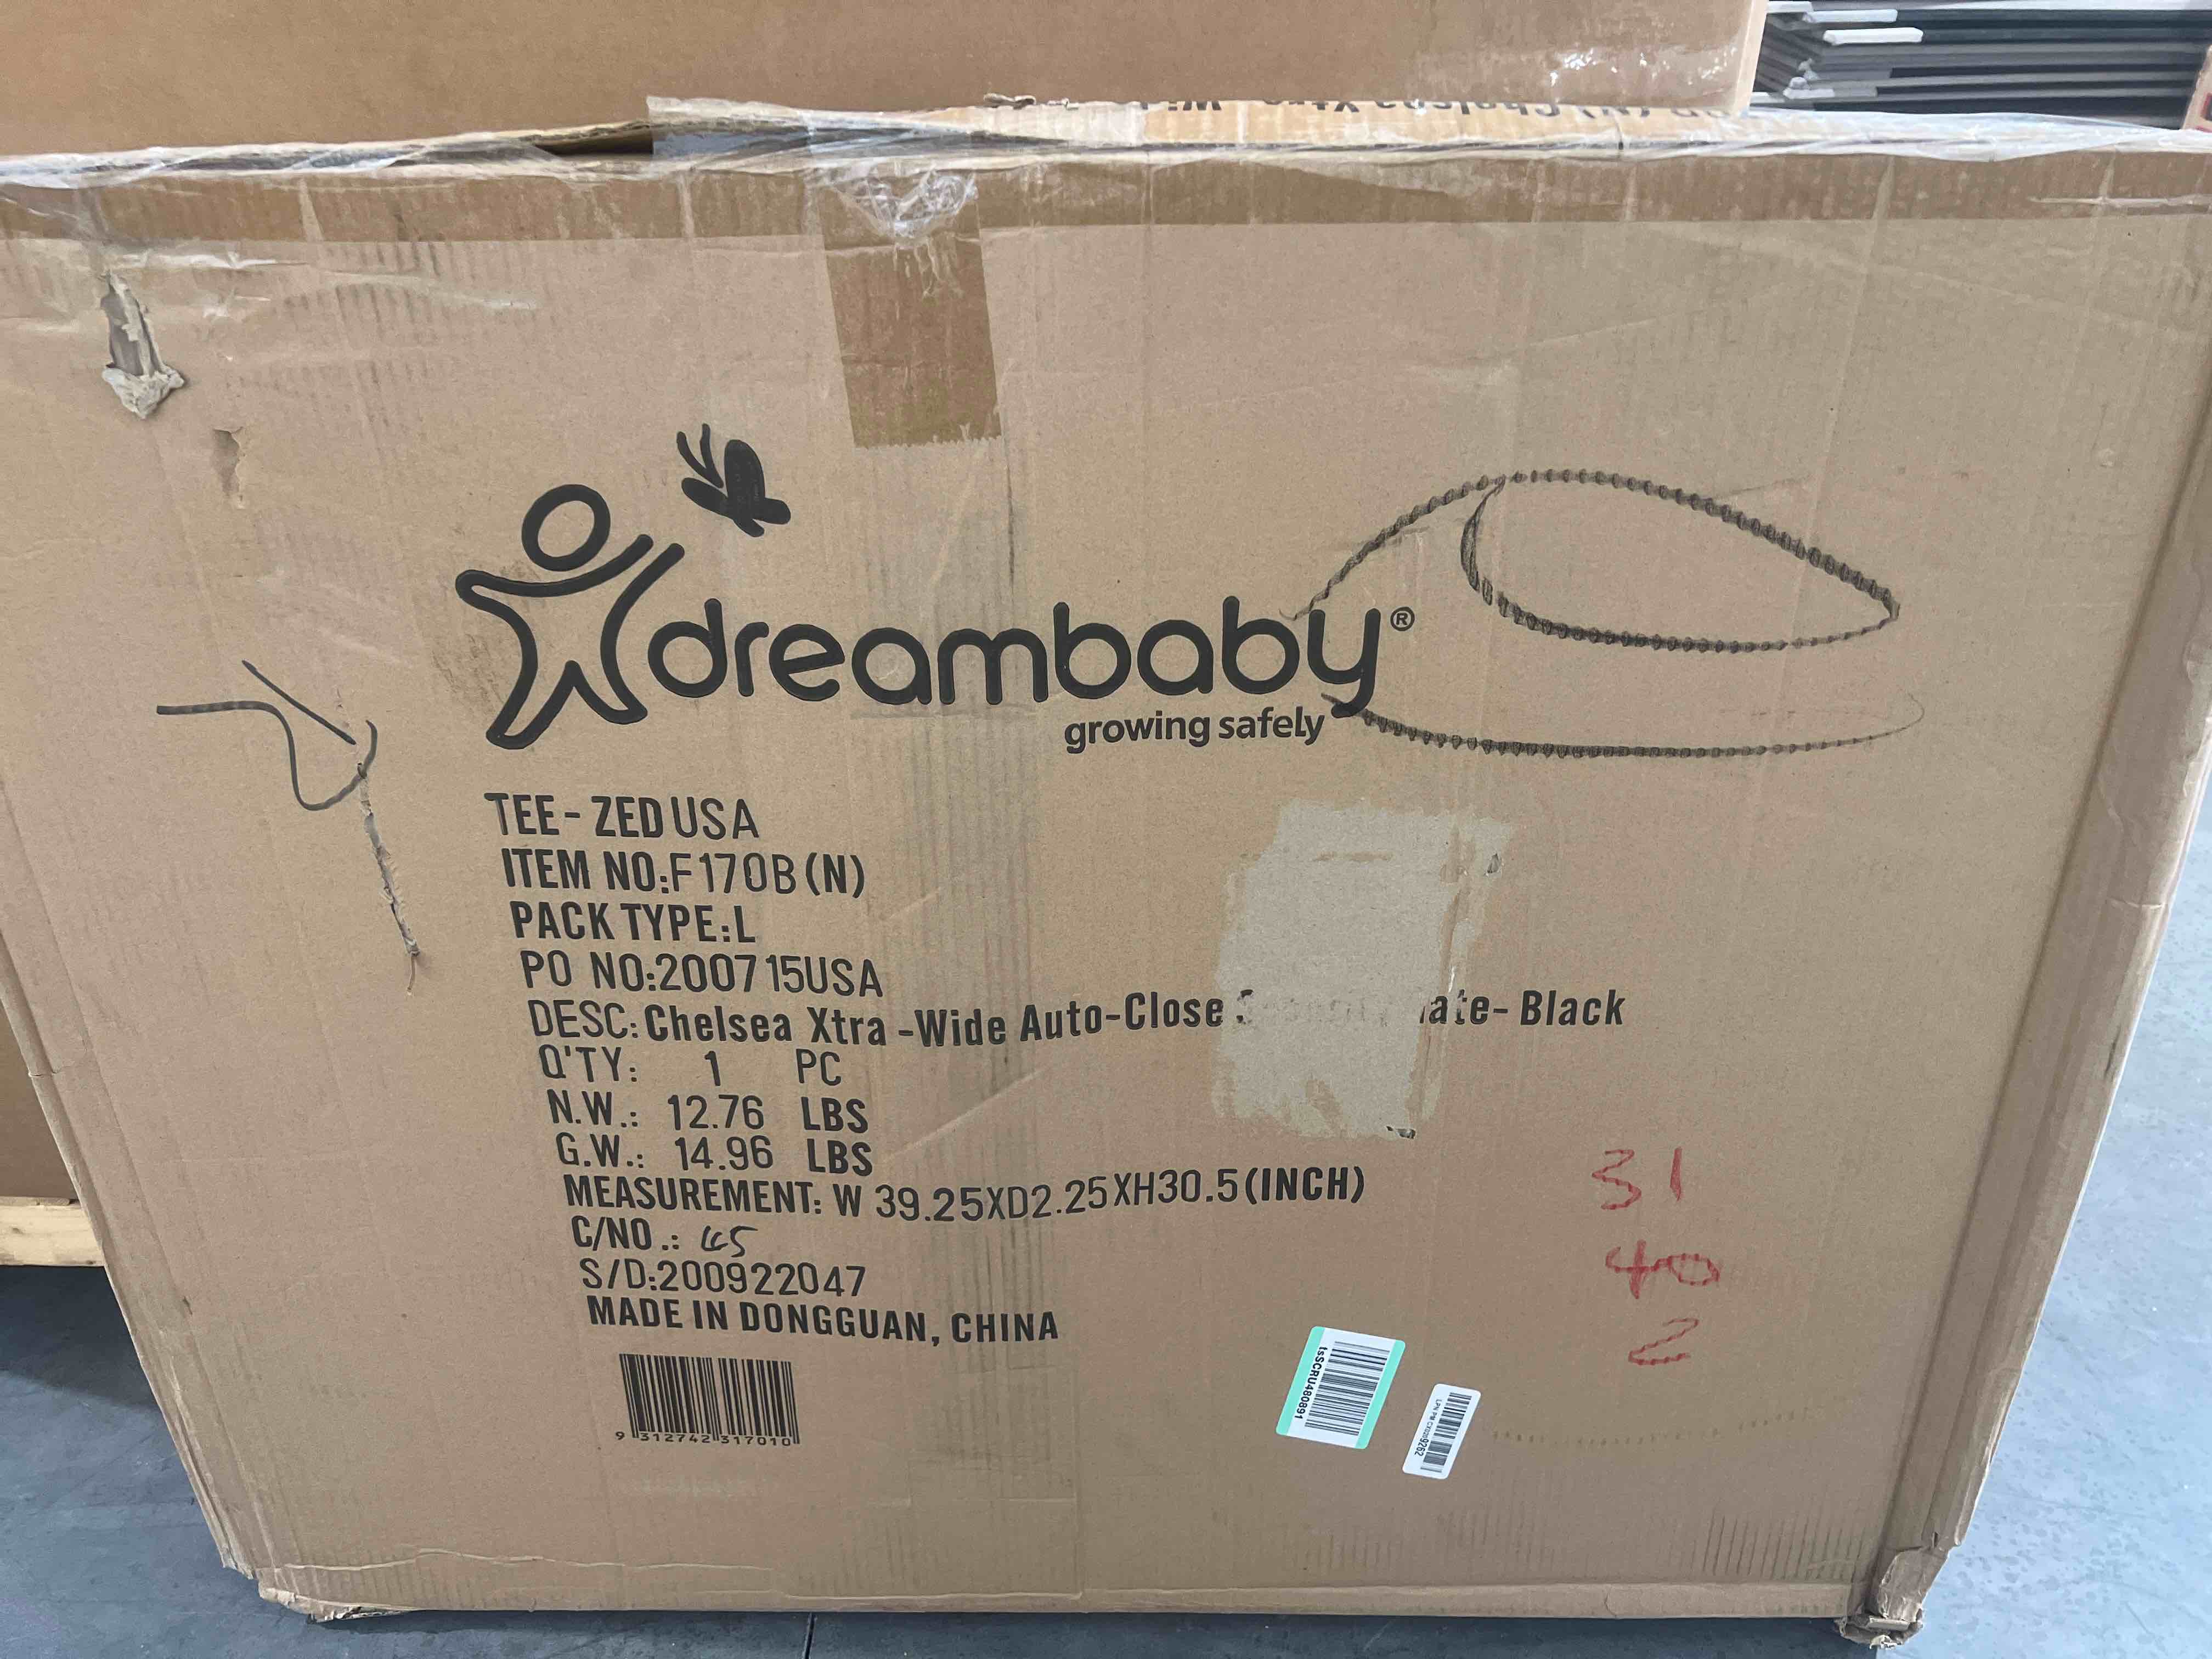 dreambaby®
growing safely
TEE-ZED USA
ITEM NO:F170B(N)
PACK TYPE:L
PO NO:200715USA
DESC: Chelsea Xtra-Wide Auto-Close Gate-Black
Q'TY: 1 PC
N.W.: 12.76 LBS
G.W.: 14.96 LBS
MEASUREMENT: W 39.25XD2.25XH30.5(INCH)
C/NO.: 45
S/D:200922047
MADE IN DONGGUAN, CHINA
9 312742 317010
31
40
2
tsSCRU480891